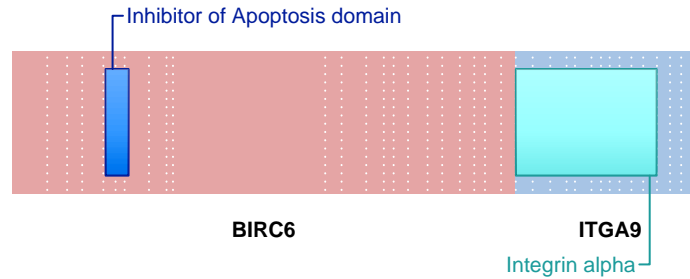 Inhibitor of Apoptosis domain
BIRC6
ITGA9
Integrin alpha